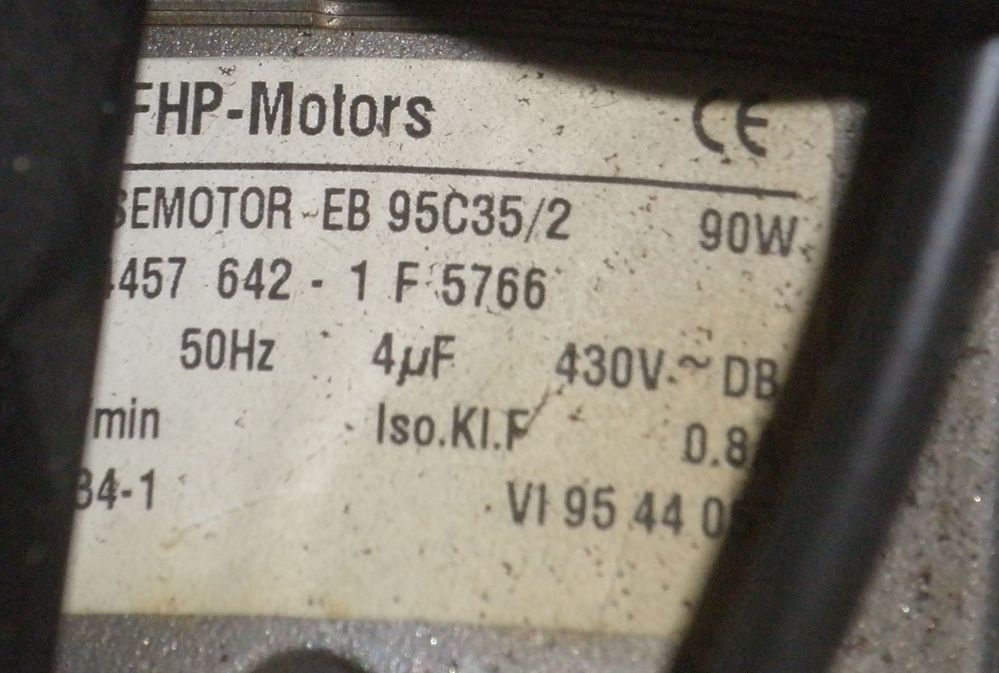 FHP-Motors CE
SEMOTOR EB 95C35/2 90W
.457 642 - 1 F 5766
50Hz 4µF 430V~ DB
min Iso.Kl.F 0.8
34-1 VI 95 44 0